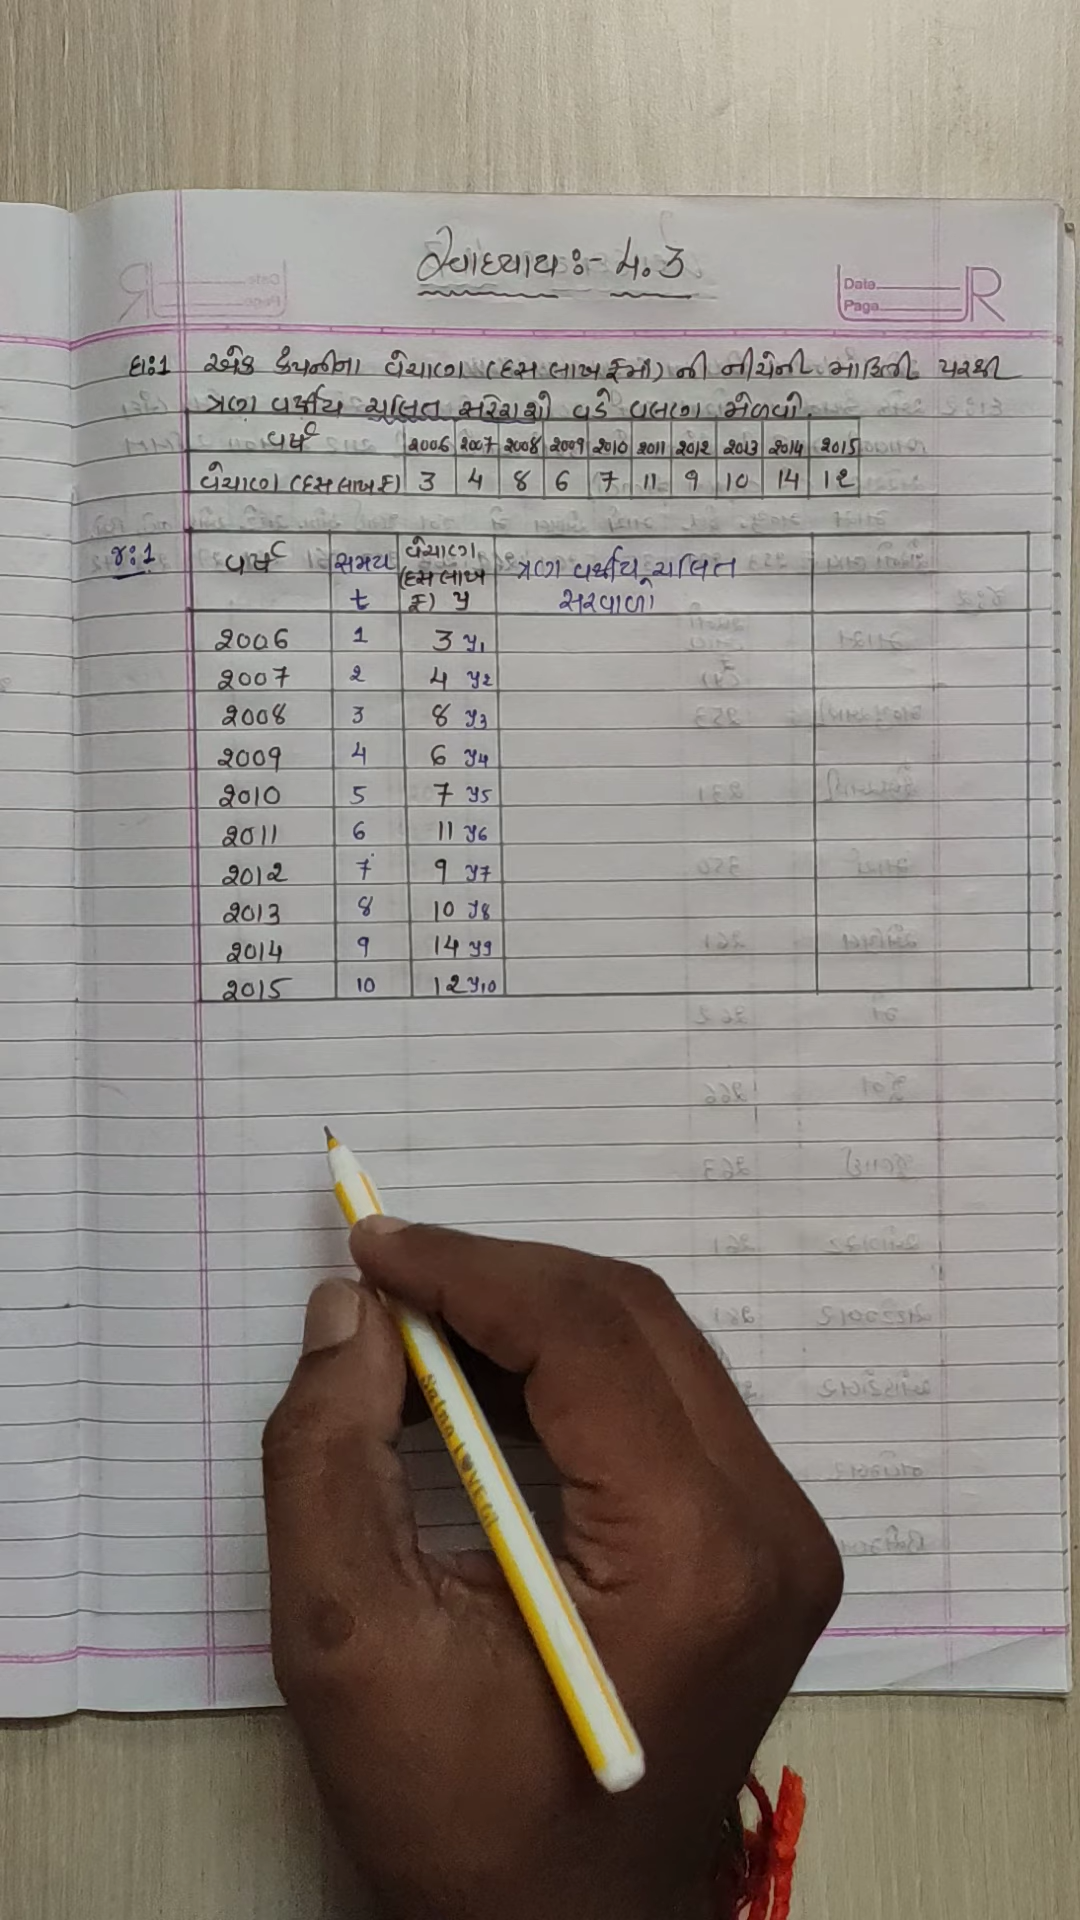 સ્વાધ્યાય :- 4.3
Date
Page
R
દા:1 એક કંપનીના વેચાણ (દસ લાખ ₹માં) ની નીચેની માહિતી પરથી
ત્રણ વર્ષીય ચલિત સરેરાશો વડે વલણ મેળવો.
વર્ષ 2006 2007 2008 2009 2010 2011 2012 2013 2014 2015
વેચાણ (દસ લાખ ₹) 3 4 8 6 7 11 9 10 14 12
જ:1 વર્ષ સમય t વેચાણ (દસ લાખ ₹) y ત્રણ વર્ષીય ચલિત સરવાળો
2006 1 3 y1
2007 2 4 y2
2008 3 8 y3
2009 4 6 y4
2010 5 7 y5
2011 6 11 y6
2012 7 9 y7
2013 8 10 y8
2014 9 14 y9
2015 10 12 y10